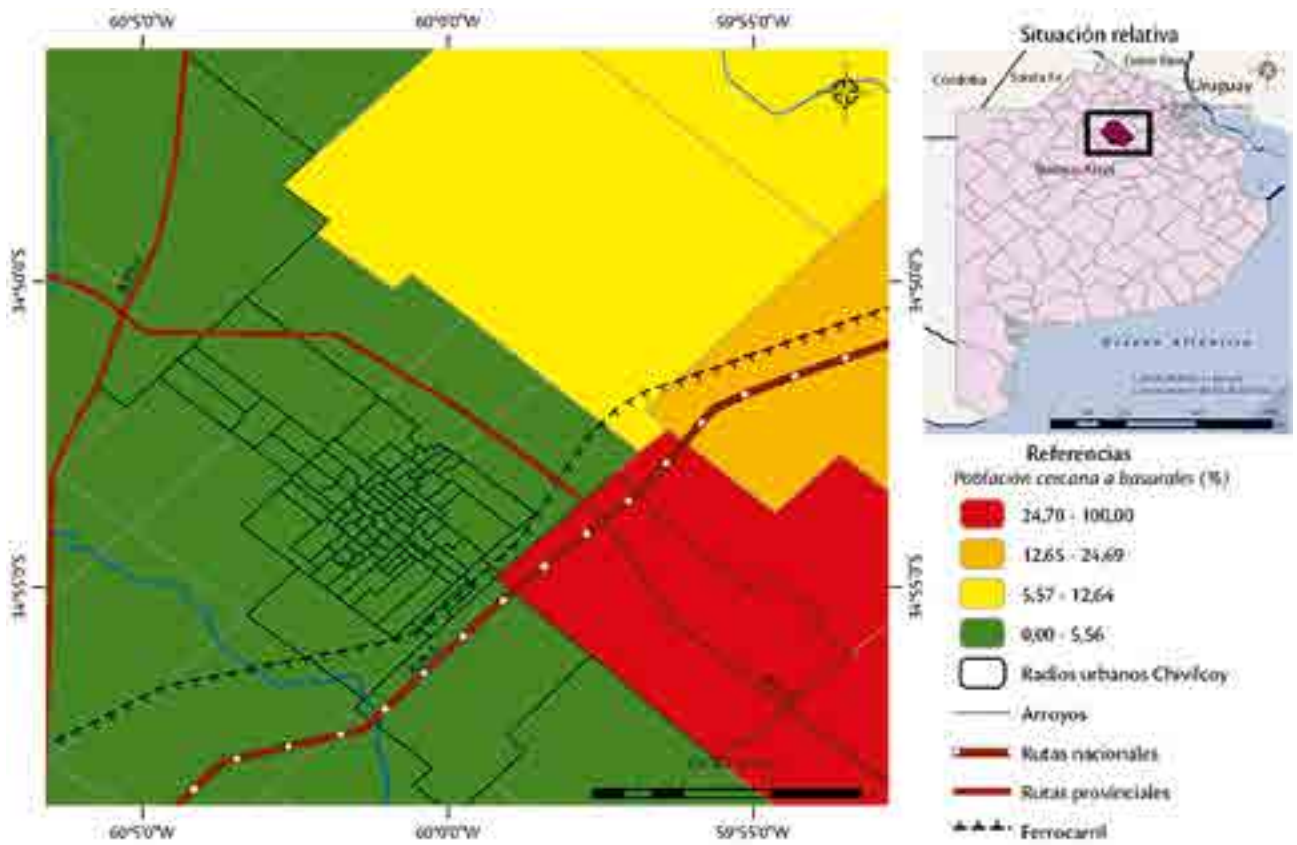 60°5'0"W 60°0'0"W 59°55'0"W
34°50'0"S 34°50'0"S
34°55'0"S 34°55'0"S
60°5'0"W 60°0'0"W 59°55'0"W
Situación relativa
Córdoba Santa Fe Entre Ríos
Uruguay
Buenos Aires
Océano Atlántico
Referencias
Población cercana a basurales (%)
24,70 - 100,00
12,65 - 24,69
5,57 - 12,64
0,00 - 5,56
Radios urbanos Chivilcoy
Arroyos
Rutas nacionales
Rutas provinciales
Ferrocarril